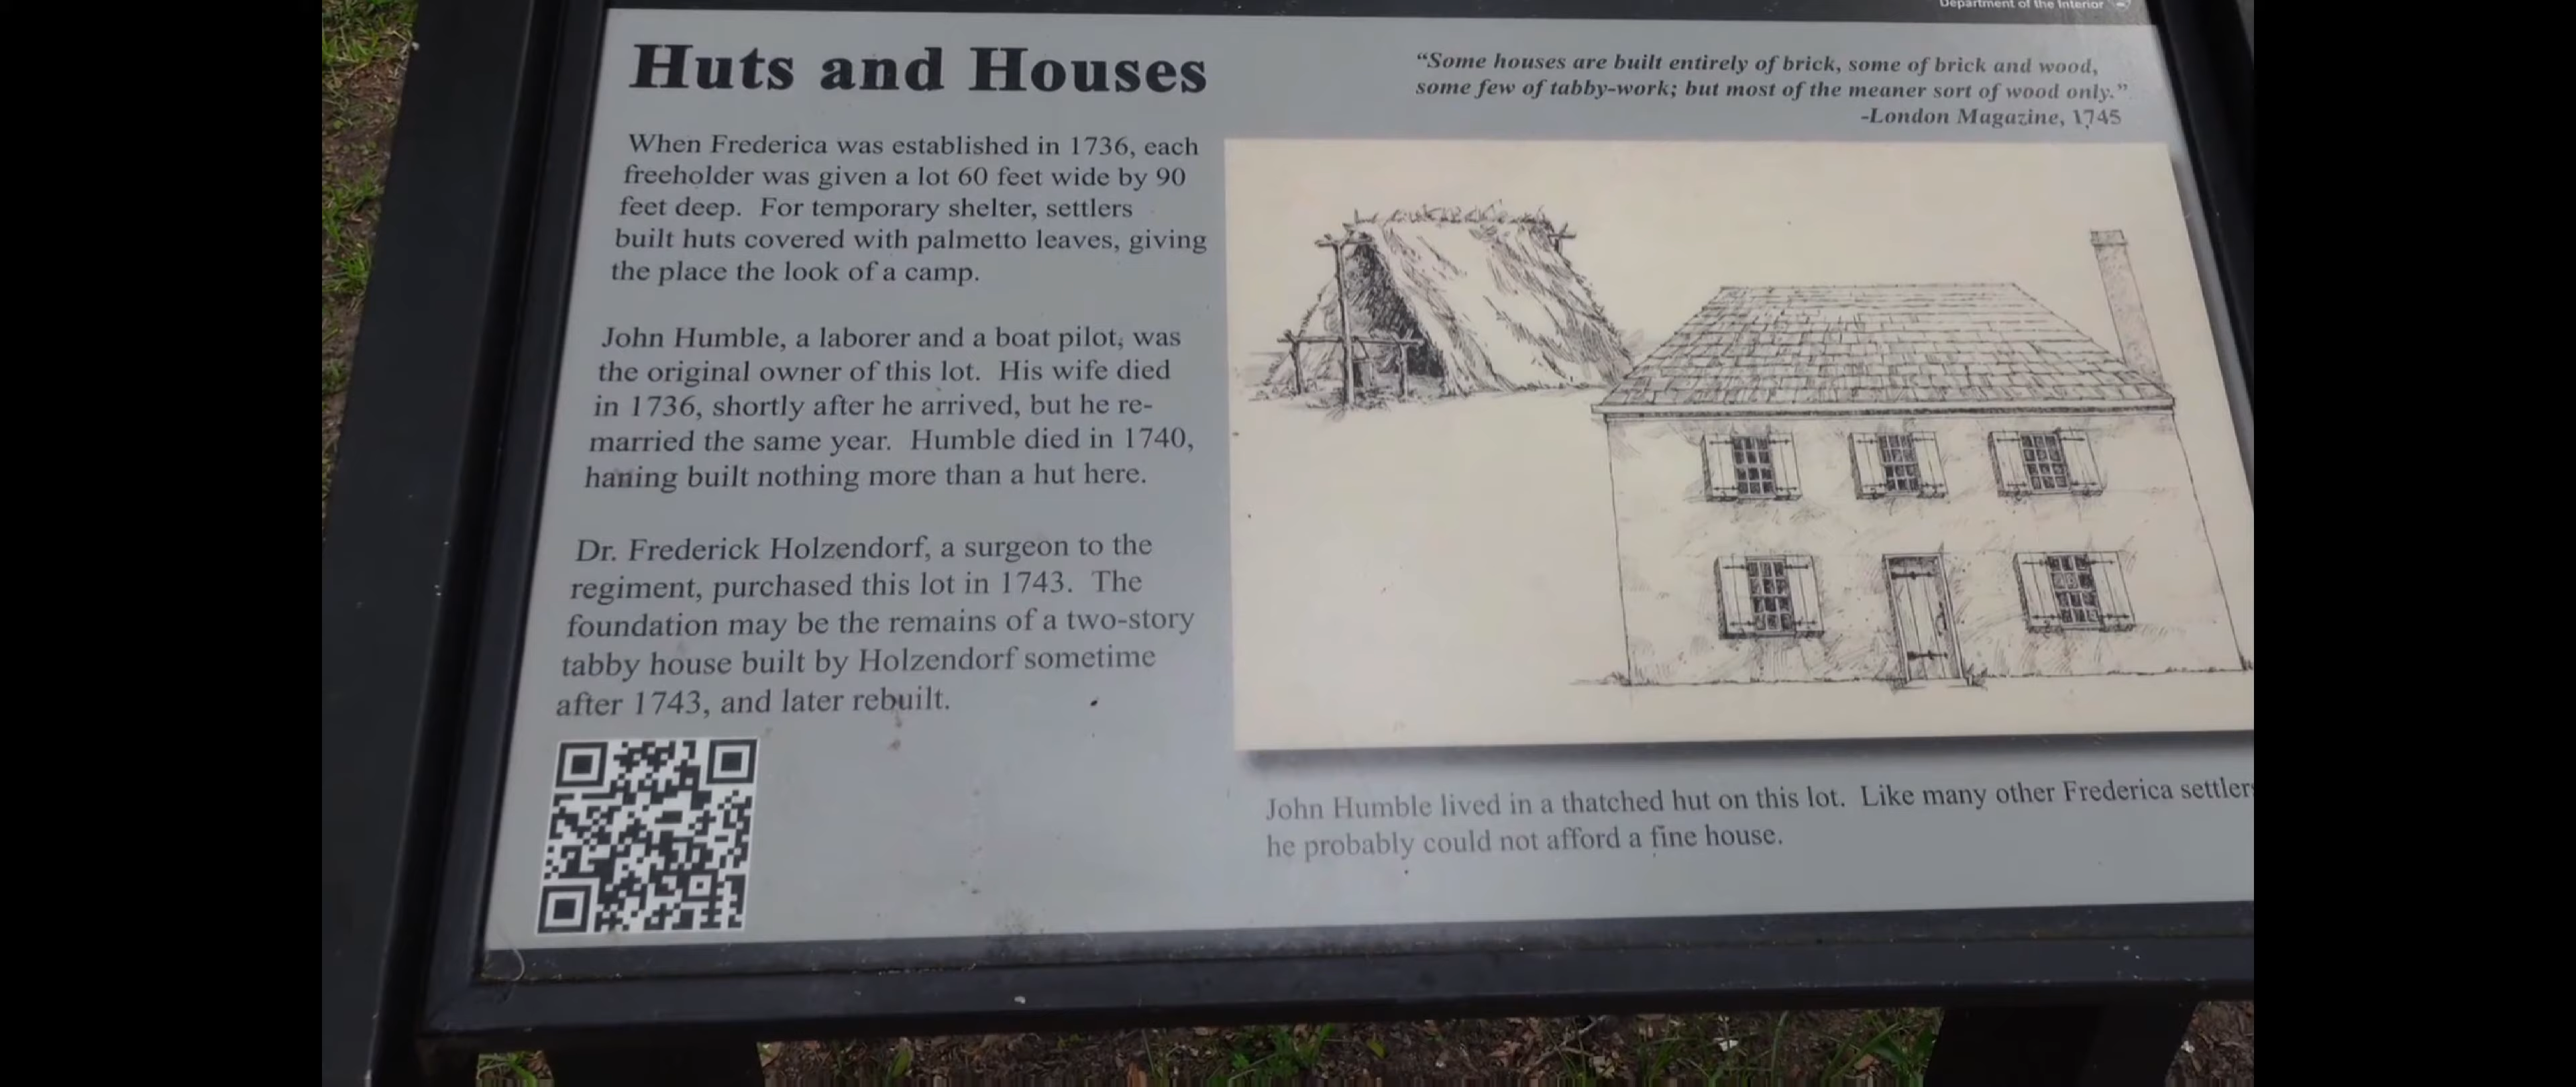 Department of the Interior
Huts and Houses
“Some houses are built entirely of brick, some of brick and wood,
some few of tabby-work; but most of the meaner sort of wood only.”
-London Magazine, 1745
When Frederica was established in 1736, each
freeholder was given a lot 60 feet wide by 90
feet deep. For temporary shelter, settlers
built huts covered with palmetto leaves, giving
the place the look of a camp.
John Humble, a laborer and a boat pilot, was
the original owner of this lot. His wife died
in 1736, shortly after he arrived, but he re-
married the same year. Humble died in 1740,
having built nothing more than a hut here.
Dr. Frederick Holzendorf, a surgeon to the
regiment, purchased this lot in 1743. The
foundation may be the remains of a two-story
tabby house built by Holzendorf sometime
after 1743, and later rebuilt.
John Humble lived in a thatched hut on this lot. Like many other Frederica settlers
he probably could not afford a fine house.